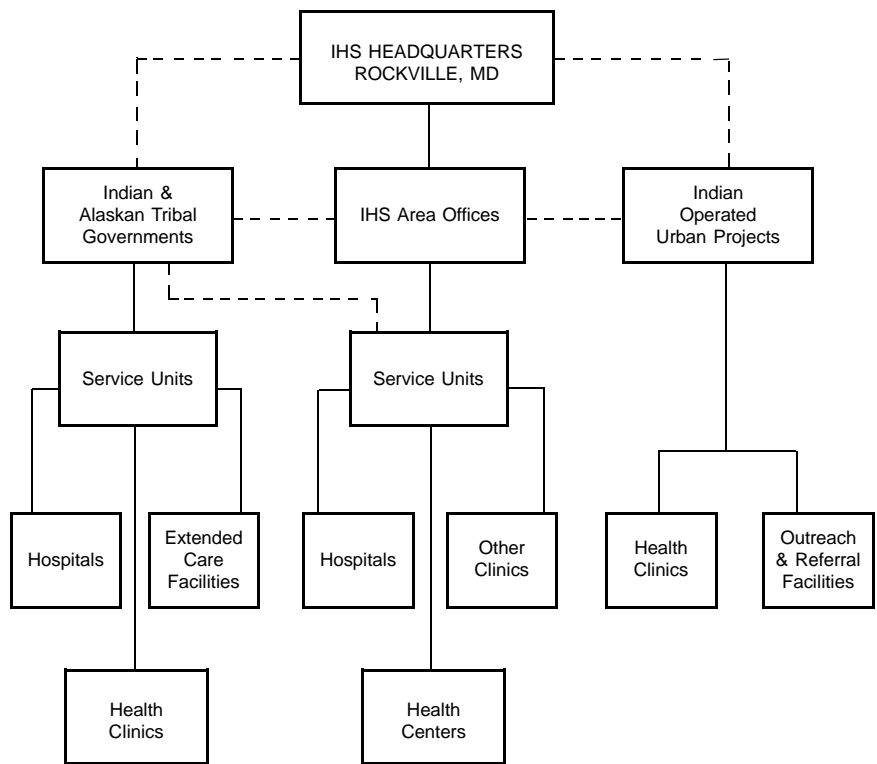 IHS HEADQUARTERS
ROCKVILLE, MD
Indian &
Alaskan Tribal
Governments
IHS Area Offices
Indian
Operated
Urban Projects
Service Units
Service Units
Hospitals
Extended
Care
Facilities
Hospitals
Other
Clinics
Health
Clinics
Outreach
& Referral
Facilities
Health
Clinics
Health
Centers